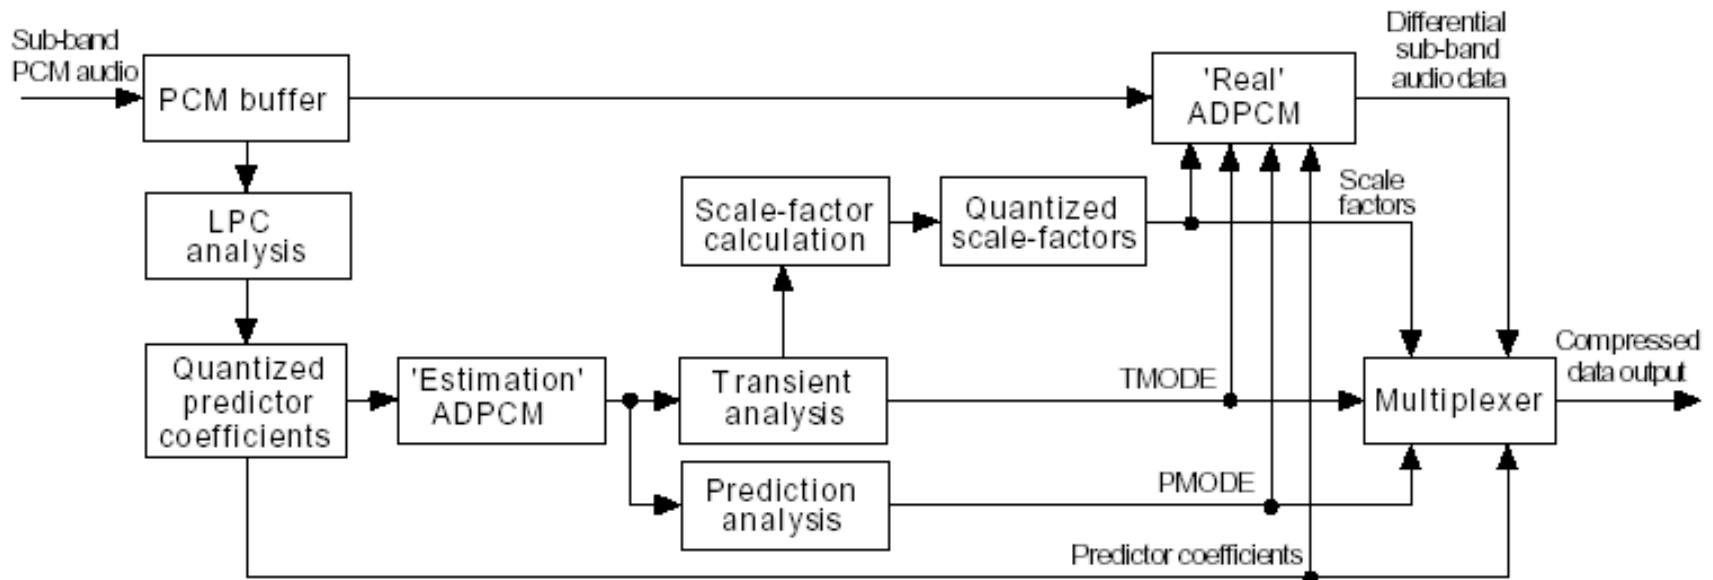 Sub-band
PCM audio
PCM buffer
'Real'
ADPCM
Differential
sub-band
audio data
LPC
analysis
Scale-factor
calculation
Quantized
scale-factors
Scale
factors
Quantized
predictor
coefficients
'Estimation'
ADPCM
Transient
analysis
TMODE
Multiplexer
Compressed
data output
Prediction
analysis
PMODE
Predictor coefficients